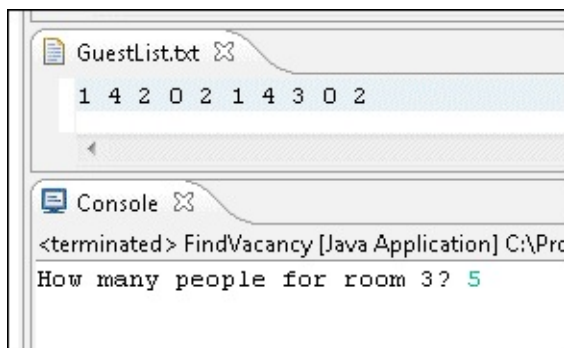 GuestList.txt
1 4 2 0 2 1 4 3 0 2
Console
<terminated> FindVacancy [Java Application] C:\Pro
How many people for room 3? 5